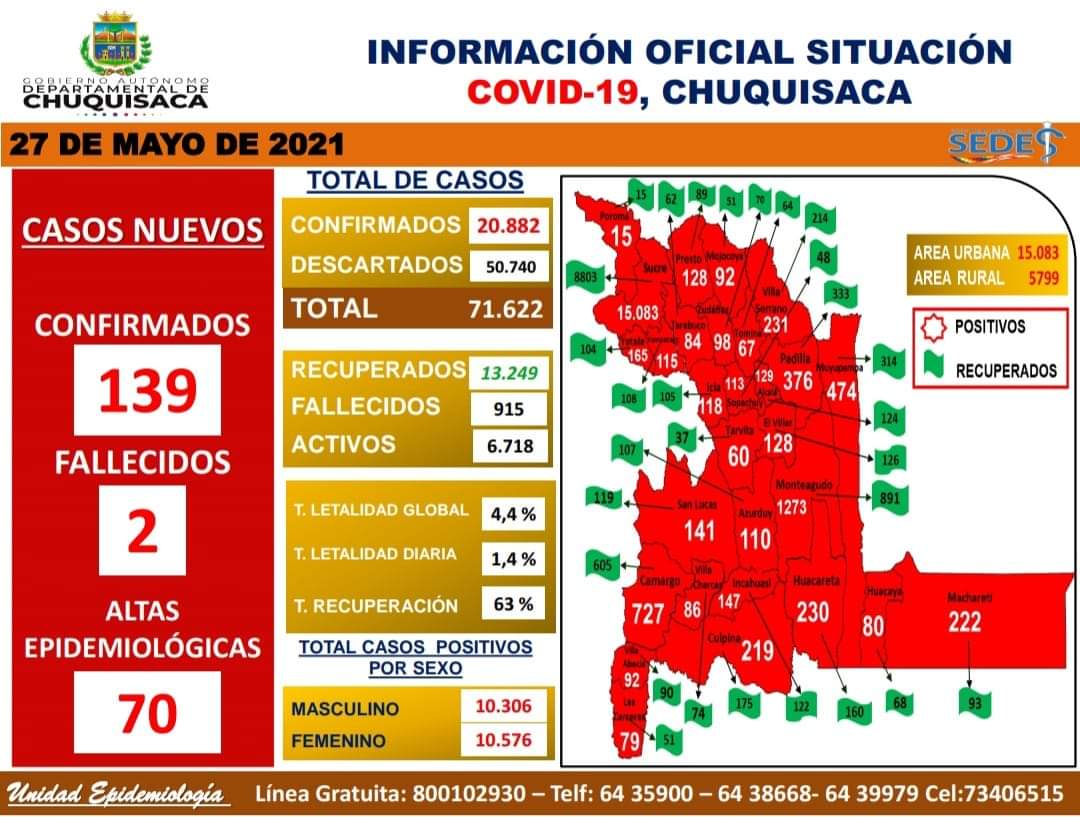 GOBIERNO AUTÓNOMO
DEPARTAMENTAL DE
CHUQUISACA
INFORMACIÓN OFICIAL SITUACIÓN
COVID-19, CHUQUISACA
27 DE MAYO DE 2021
SEDES
CASOS NUEVOS
CONFIRMADOS
139
FALLECIDOS
2
ALTAS
EPIDEMIOLÓGICAS
70
TOTAL DE CASOS
CONFIRMADOS 20.882
DESCARTADOS 50.740
TOTAL 71.622
RECUPERADOS 13.249
FALLECIDOS 915
ACTIVOS 6.718
T. LETALIDAD GLOBAL 4,4 %
T. LETALIDAD DIARIA 1,4 %
T. RECUPERACIÓN 63 %
TOTAL CASOS POSITIVOS
POR SEXO
MASCULINO 10.306
FEMENINO 10.576
AREA URBANA 15.083
AREA RURAL 5799
POSITIVOS
RECUPERADOS
15
62
89
51
70
64
214
48
333
314
124
126
891
8803
104
108
105
37
107
119
605
90
51
74
175
122
160
68
93
Poroma
15
Sucre
15.083
Presto
128
Mojocoya
92
Villa
Serrano
231
Zudañez
98
Tarabuco
84
Tomina
67
Yotala
165
115
Padilla
376
Muyupampa
474
Icla
118
113
Sopachuy
129
Alcalá
Tarvita
60
El Villar
128
Monteagudo
1273
San Lucas
141
Azurduy
110
Camargo
727
Villa
Charcas
86
Incahuasi
147
Huacareta
230
Huacaya
80
Machareti
222
Culpina
219
Villa
Abecia
92
Las
Carreras
79
Unidad Epidemiología
Línea Gratuita: 800102930 – Telf: 64 35900 – 64 38668- 64 39979 Cel:73406515